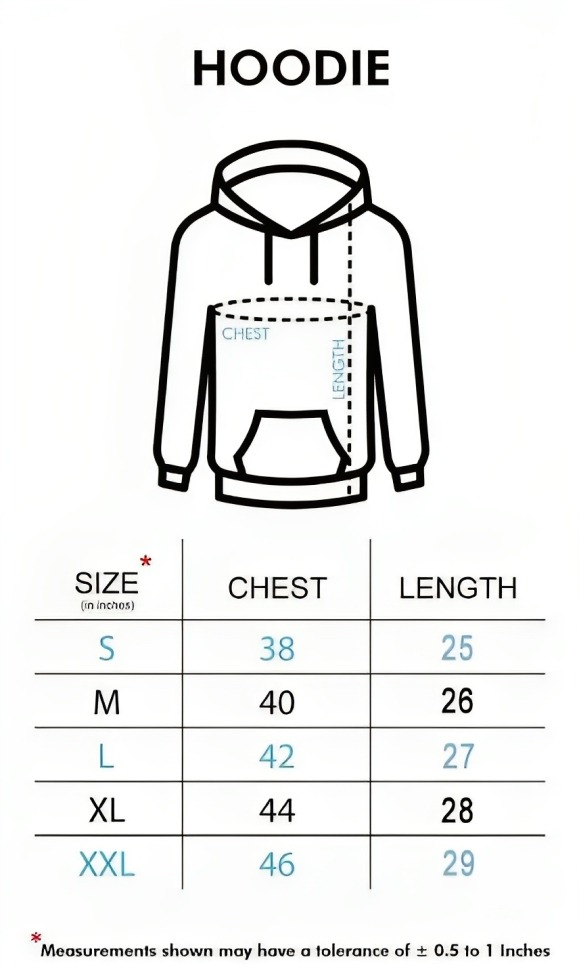 HOODIE
CHEST
LENGTH
SIZE*
(in inches)
CHEST
LENGTH
S 38 25
M 40 26
L 42 27
XL 44 28
XXL 46 29
*Measurements shown may have a tolerance of ± 0.5 to 1 Inches